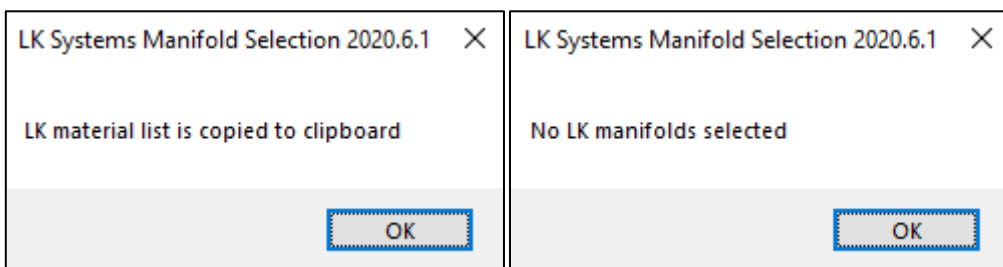 LK Systems Manifold Selection 2020.6.1
LK material list is copied to clipboard
OK
LK Systems Manifold Selection 2020.6.1
No LK manifolds selected
OK